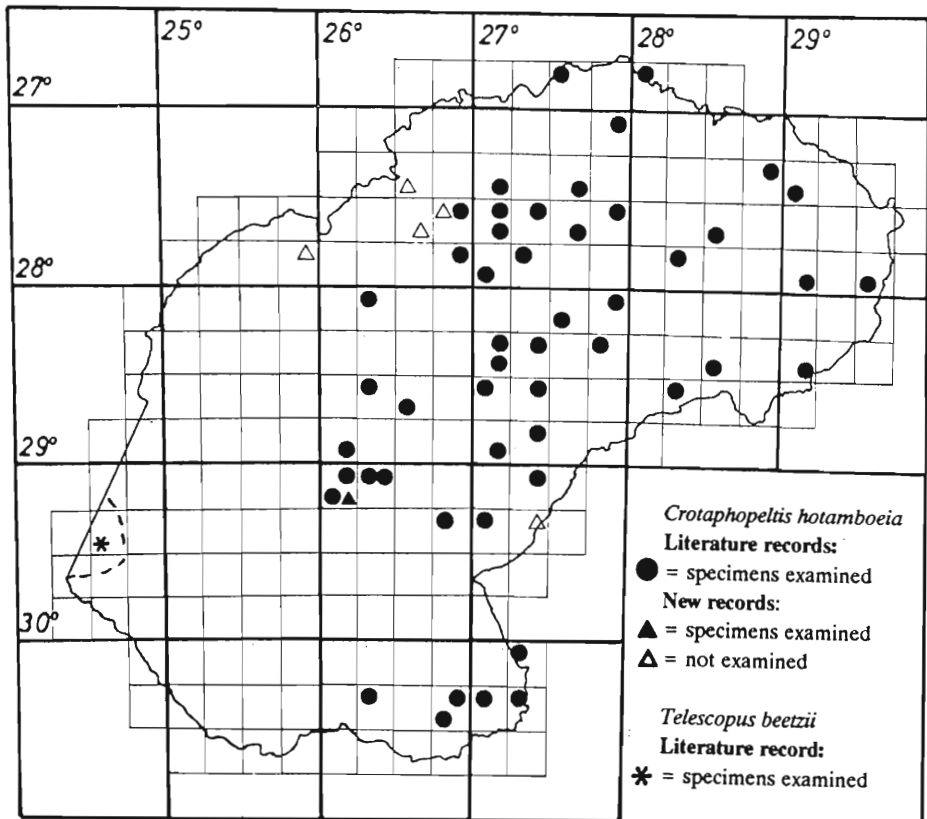 25° 26° 27° 28° 29°
27°
28°
29°
30°
Crotaphopeltis hotamboeia
Literature records:
= specimens examined
New records:
= specimens examined
= not examined
Telescopus beetzii
Literature record:
= specimens examined